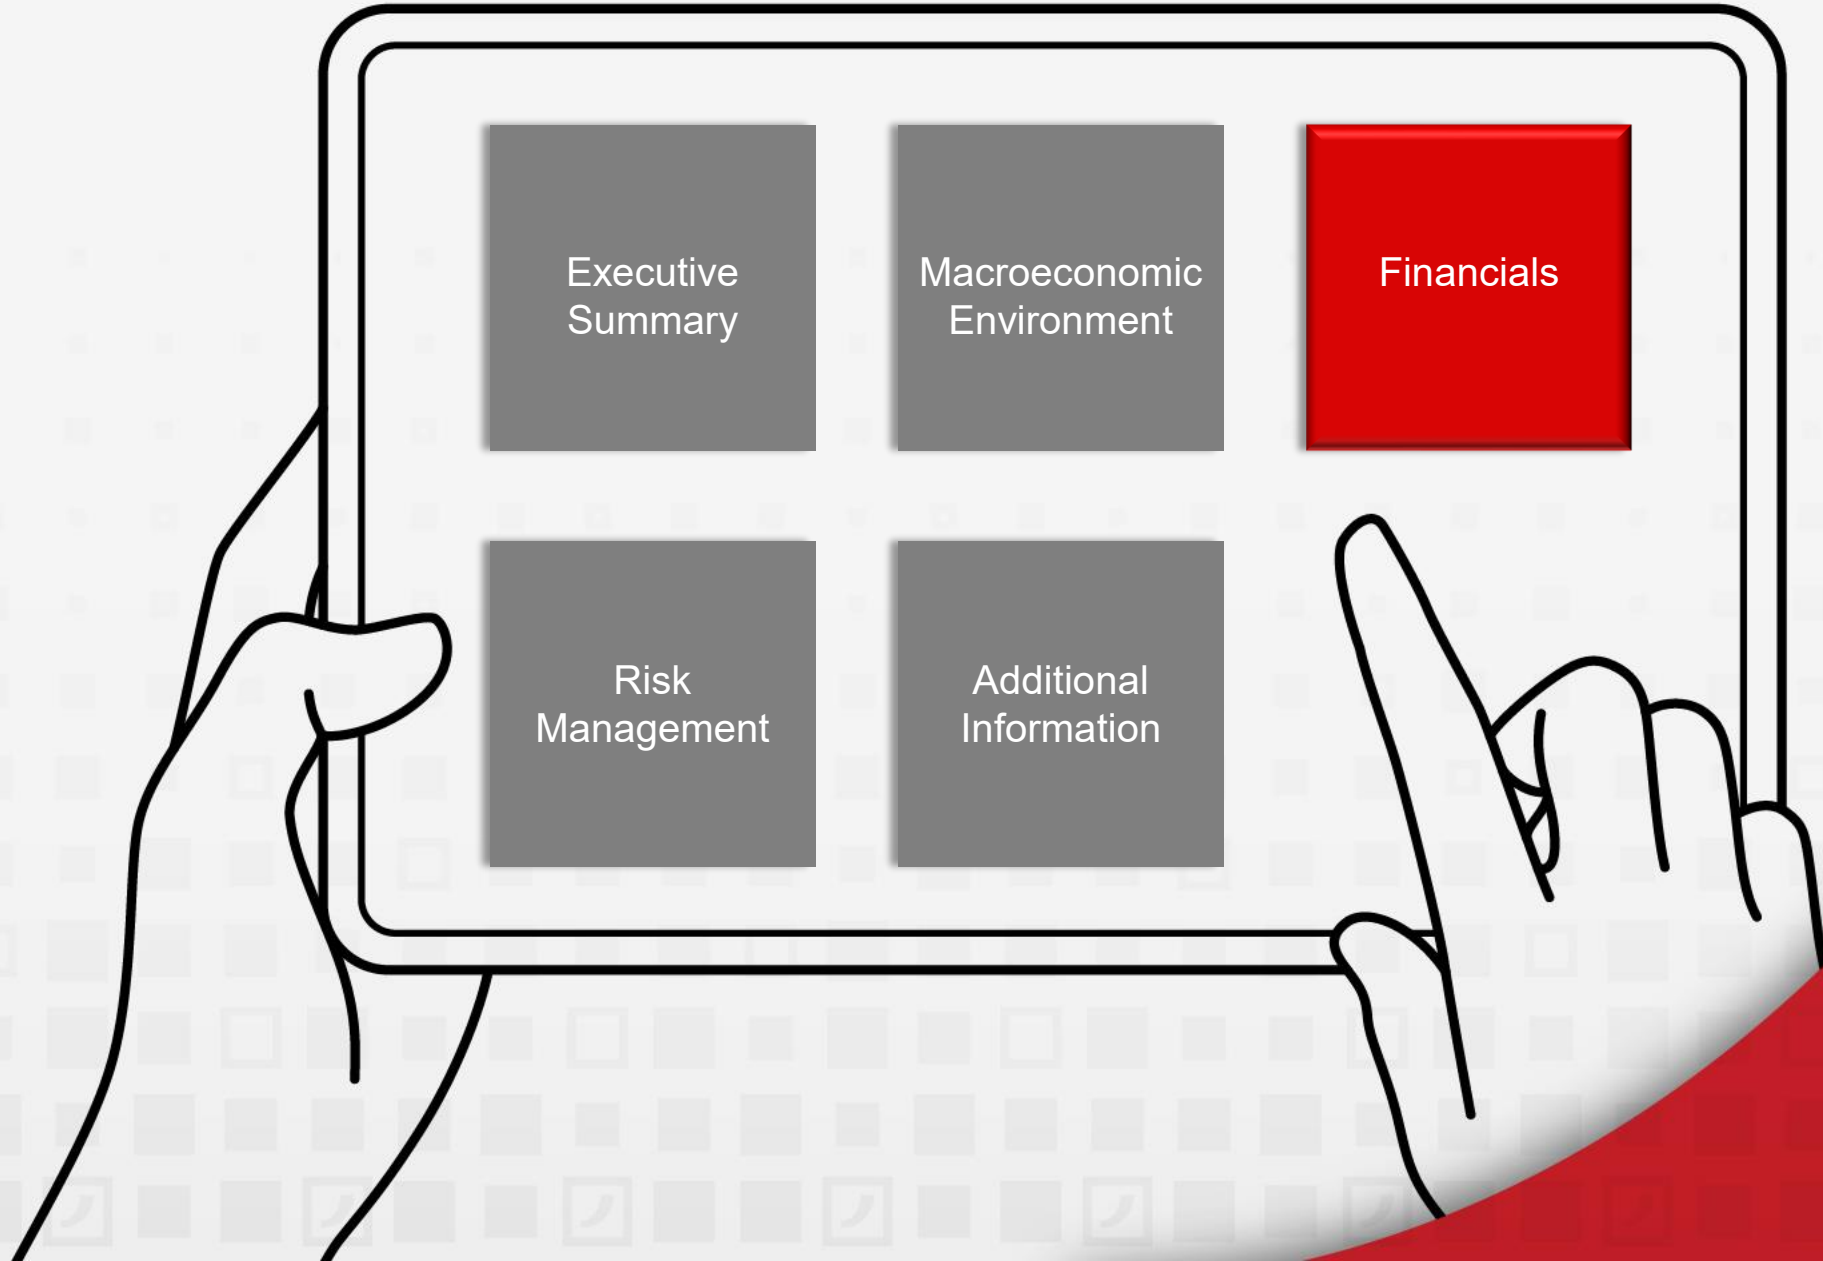 Executive
Summary
Macroeconomic
Environment
Financials
Risk
Management
Additional
Information